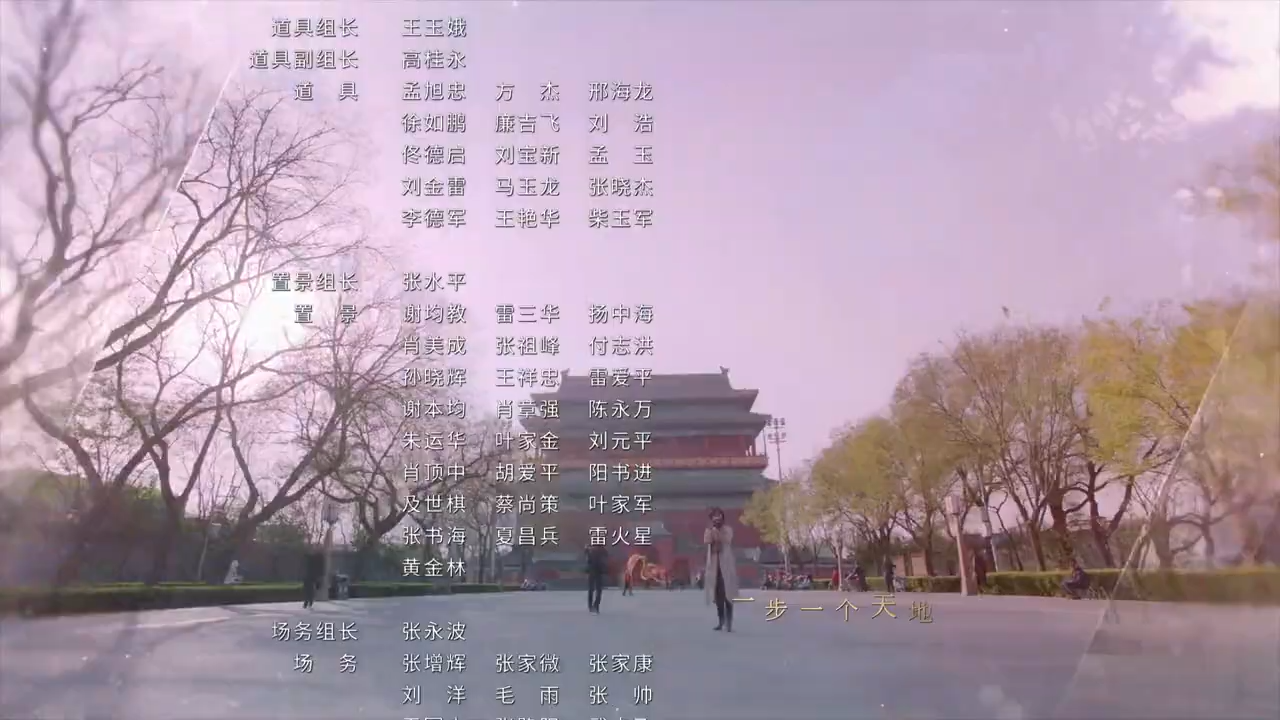 道具组长 王玉娥
道具副组长 高桂永
道 具 孟旭忠 方 杰 邢海龙
徐如鹏 廉吉飞 刘 浩
佟德启 刘宝新 孟 玉
刘金雷 马玉龙 张晓杰
李德军 王艳华 柴玉军
置景组长 张水平
置 景 谢均教 雷三华 扬中海
肖美成 张祖峰 付志洪
孙晓辉 王祥忠 雷爱平
谢本均 肖章强 陈永万
朱运华 叶家金 刘元平
肖顶中 胡爱平 阳书进
及世棋 蔡尚策 叶家军
张书海 夏昌兵 雷火星
黄金林
一步一个天地
场务组长 张永波
场 务 张增辉 张家微 张家康
刘 洋 毛 雨 张 帅